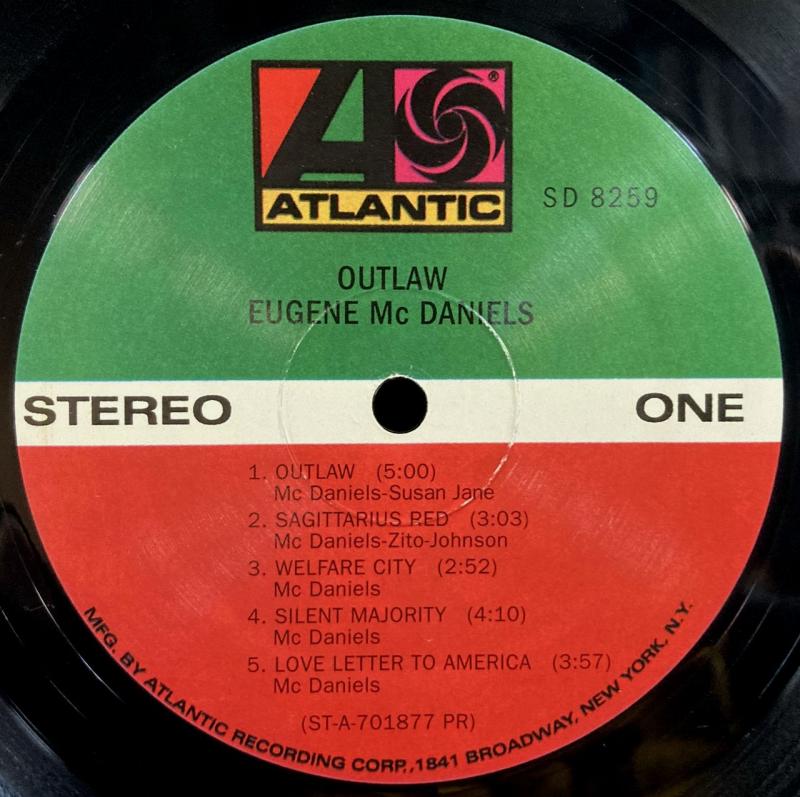 ATLANTIC
®
SD 8259
OUTLAW
EUGENE Mc DANIELS
STEREO
ONE
1. OUTLAW (5:00)
Mc Daniels-Susan Jane
2. SAGITTARIUS RED (3:03)
Mc Daniels-Zito-Johnson
3. WELFARE CITY (2:52)
Mc Daniels
4. SILENT MAJORITY (4:10)
Mc Daniels
5. LOVE LETTER TO AMERICA (3:57)
Mc Daniels
(ST-A-701877 PR)
MFG. BY ATLANTIC RECORDING CORP., 1841 BROADWAY, NEW YORK, N.Y.